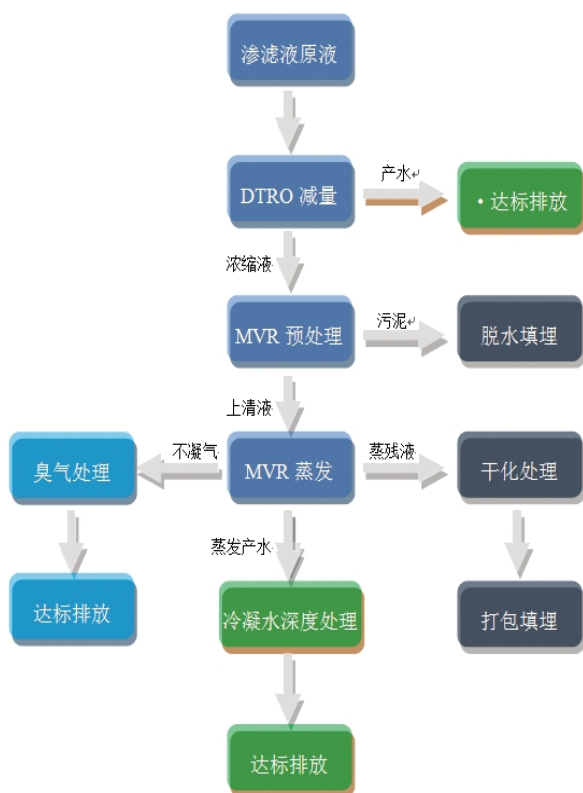 渗滤液原液
产水
DTRO 减量
·达标排放
浓缩液
MVR 预处理
污泥
脱水填埋
上清液
臭气处理
不凝气
MVR 蒸发
蒸残液
干化处理
蒸发产水
达标排放
冷凝水深度处理
打包填埋
达标排放